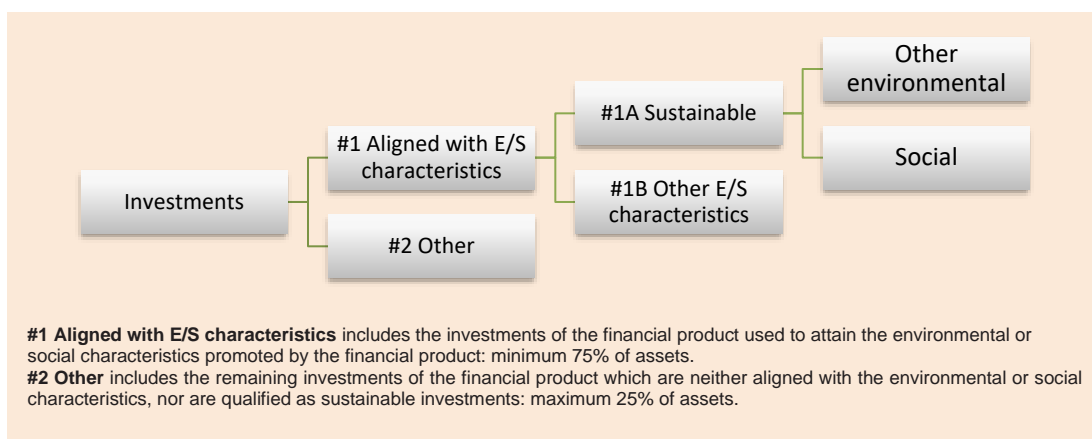 Other
environmental
#1A Sustainable
#1 Aligned with E/S
characteristics
Social
#1B Other E/S
characteristics
Investments
#2 Other
#1 Aligned with E/S characteristics includes the investments of the financial product used to attain the environmental or
social characteristics promoted by the financial product: minimum 75% of assets.
#2 Other includes the remaining investments of the financial product which are neither aligned with the environmental or social
characteristics, nor are qualified as sustainable investments: maximum 25% of assets.